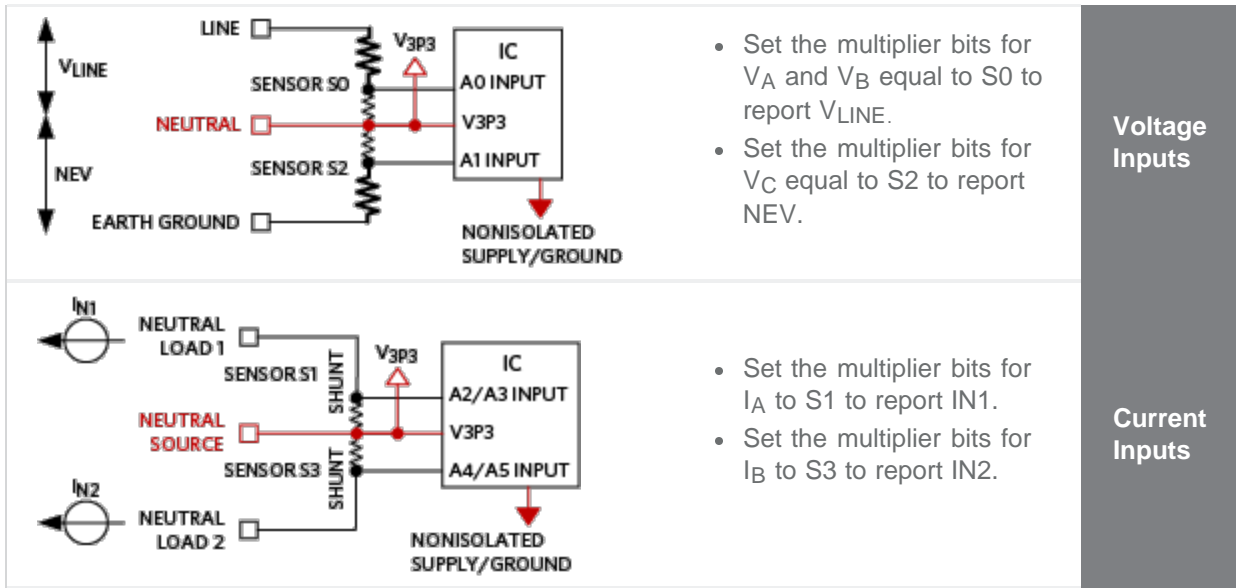 LINE
V3P3
IC
VLINE
SENSOR S0
A0 INPUT
NEUTRAL
V3P3
NEV
SENSOR S2
A1 INPUT
EARTH GROUND
NONISOLATED
SUPPLY/GROUND
• Set the multiplier bits for
VA and VB equal to S0 to
report VLINE.
• Set the multiplier bits for
VC equal to S2 to report
NEV.
Voltage
Inputs
IN1
NEUTRAL
LOAD 1
V3P3
IC
SENSOR S1
SHUNT
A2/A3 INPUT
NEUTRAL
SOURCE
V3P3
SENSOR S3
SHUNT
A4/A5 INPUT
IN2
NEUTRAL
LOAD 2
NONISOLATED
SUPPLY/GROUND
• Set the multiplier bits for
IA to S1 to report IN1.
• Set the multiplier bits for
IB to S3 to report IN2.
Current
Inputs